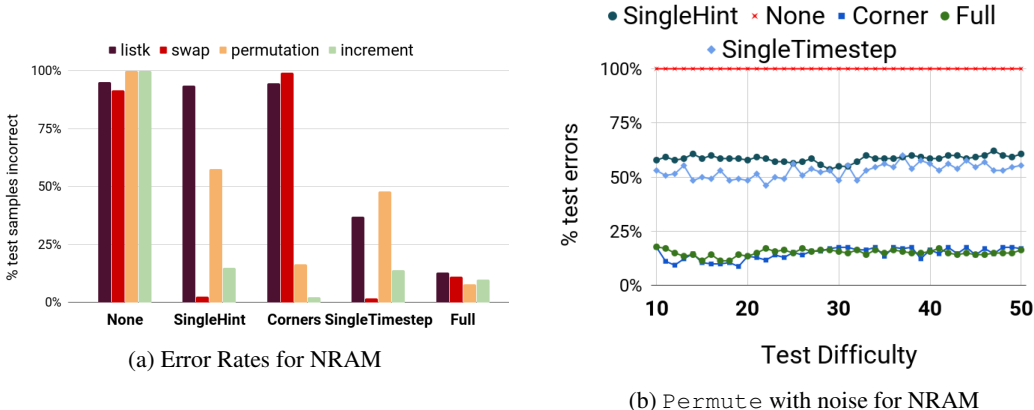 listk swap permutation increment
% test samples incorrect
100%
75%
50%
25%
0%
None SingleHint Corners SingleTimestep Full
(a) Error Rates for NRAM
SingleHint None Corner Full
SingleTimestep
% test errors
100%
75%
50%
25%
0%
10 20 30 40 50
Test Difficulty
(b) Permute with noise for NRAM